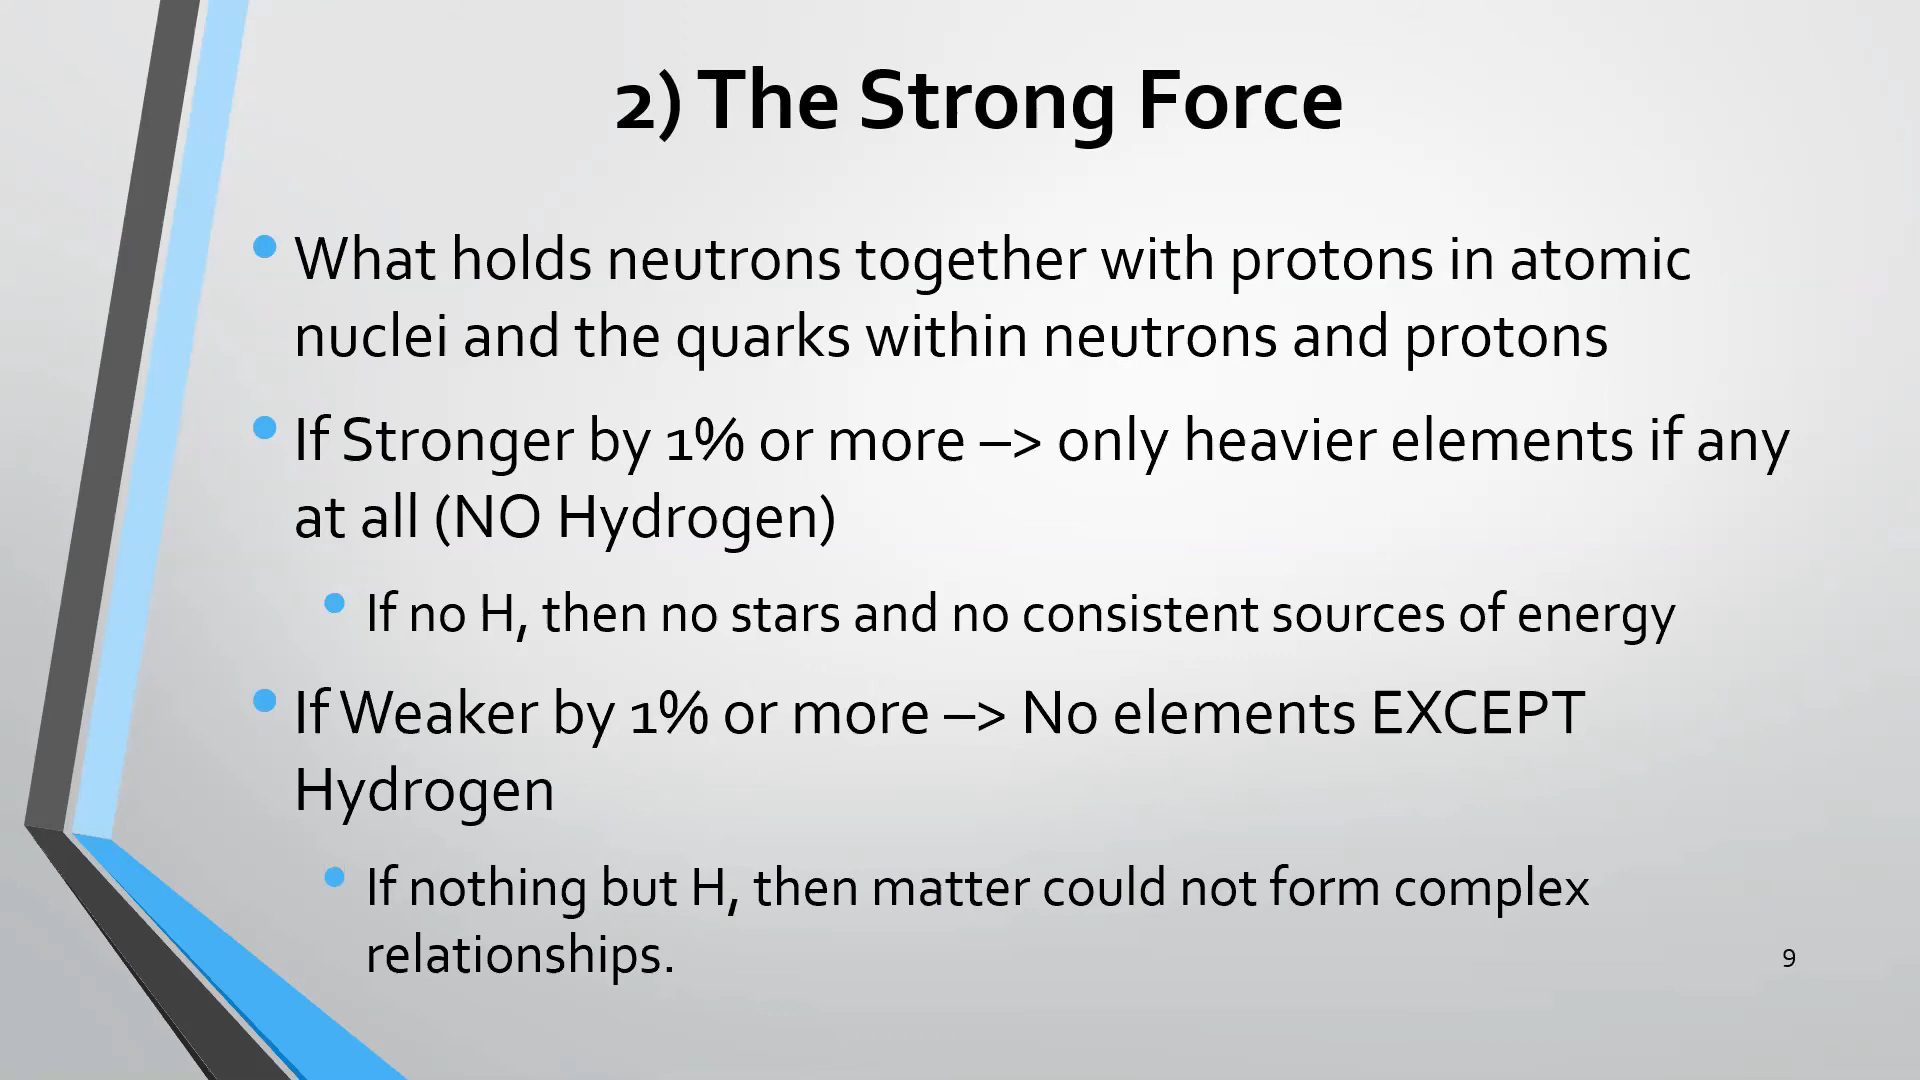 2) The Strong Force
• What holds neutrons together with protons in atomic
nuclei and the quarks within neutrons and protons
• If Stronger by 1% or more –> only heavier elements if any
at all (NO Hydrogen)
• If no H, then no stars and no consistent sources of energy
• If Weaker by 1% or more –> No elements EXCEPT
Hydrogen
• If nothing but H, then matter could not form complex
relationships.
9